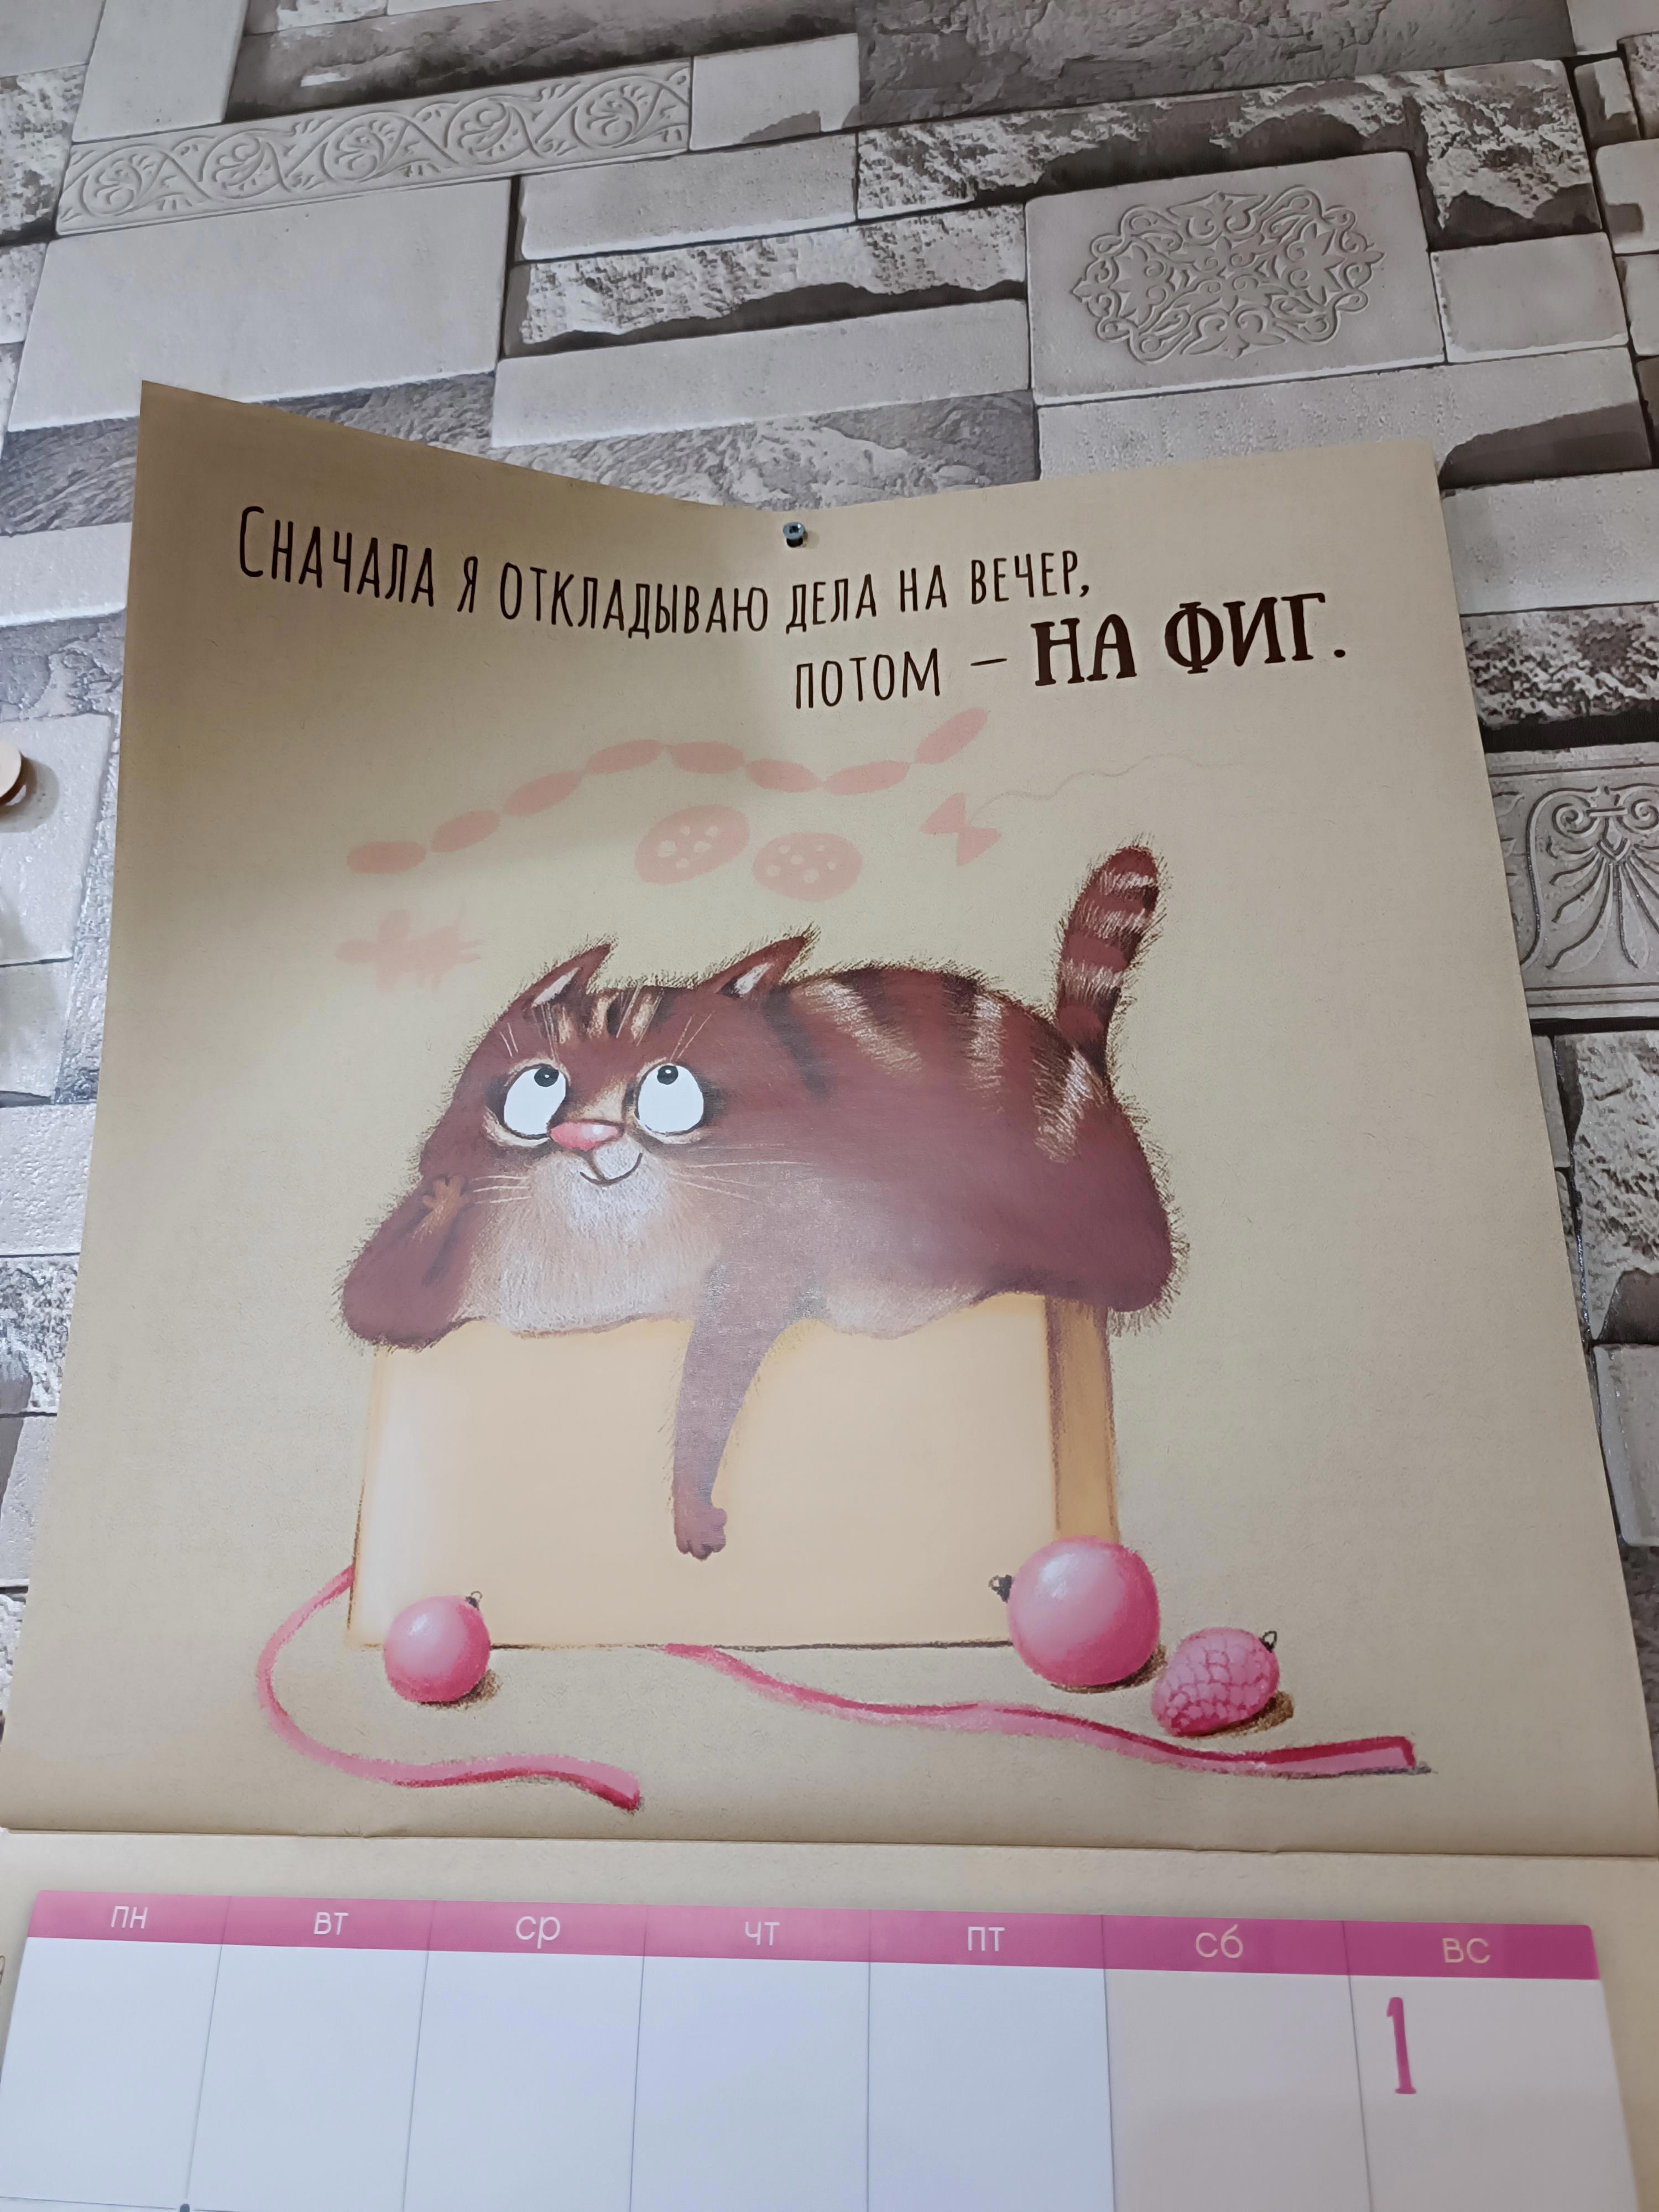 Сначала я откладываю дела на вечер,
потом – НА ФИГ.
пн вт ср чт пт сб вс
1